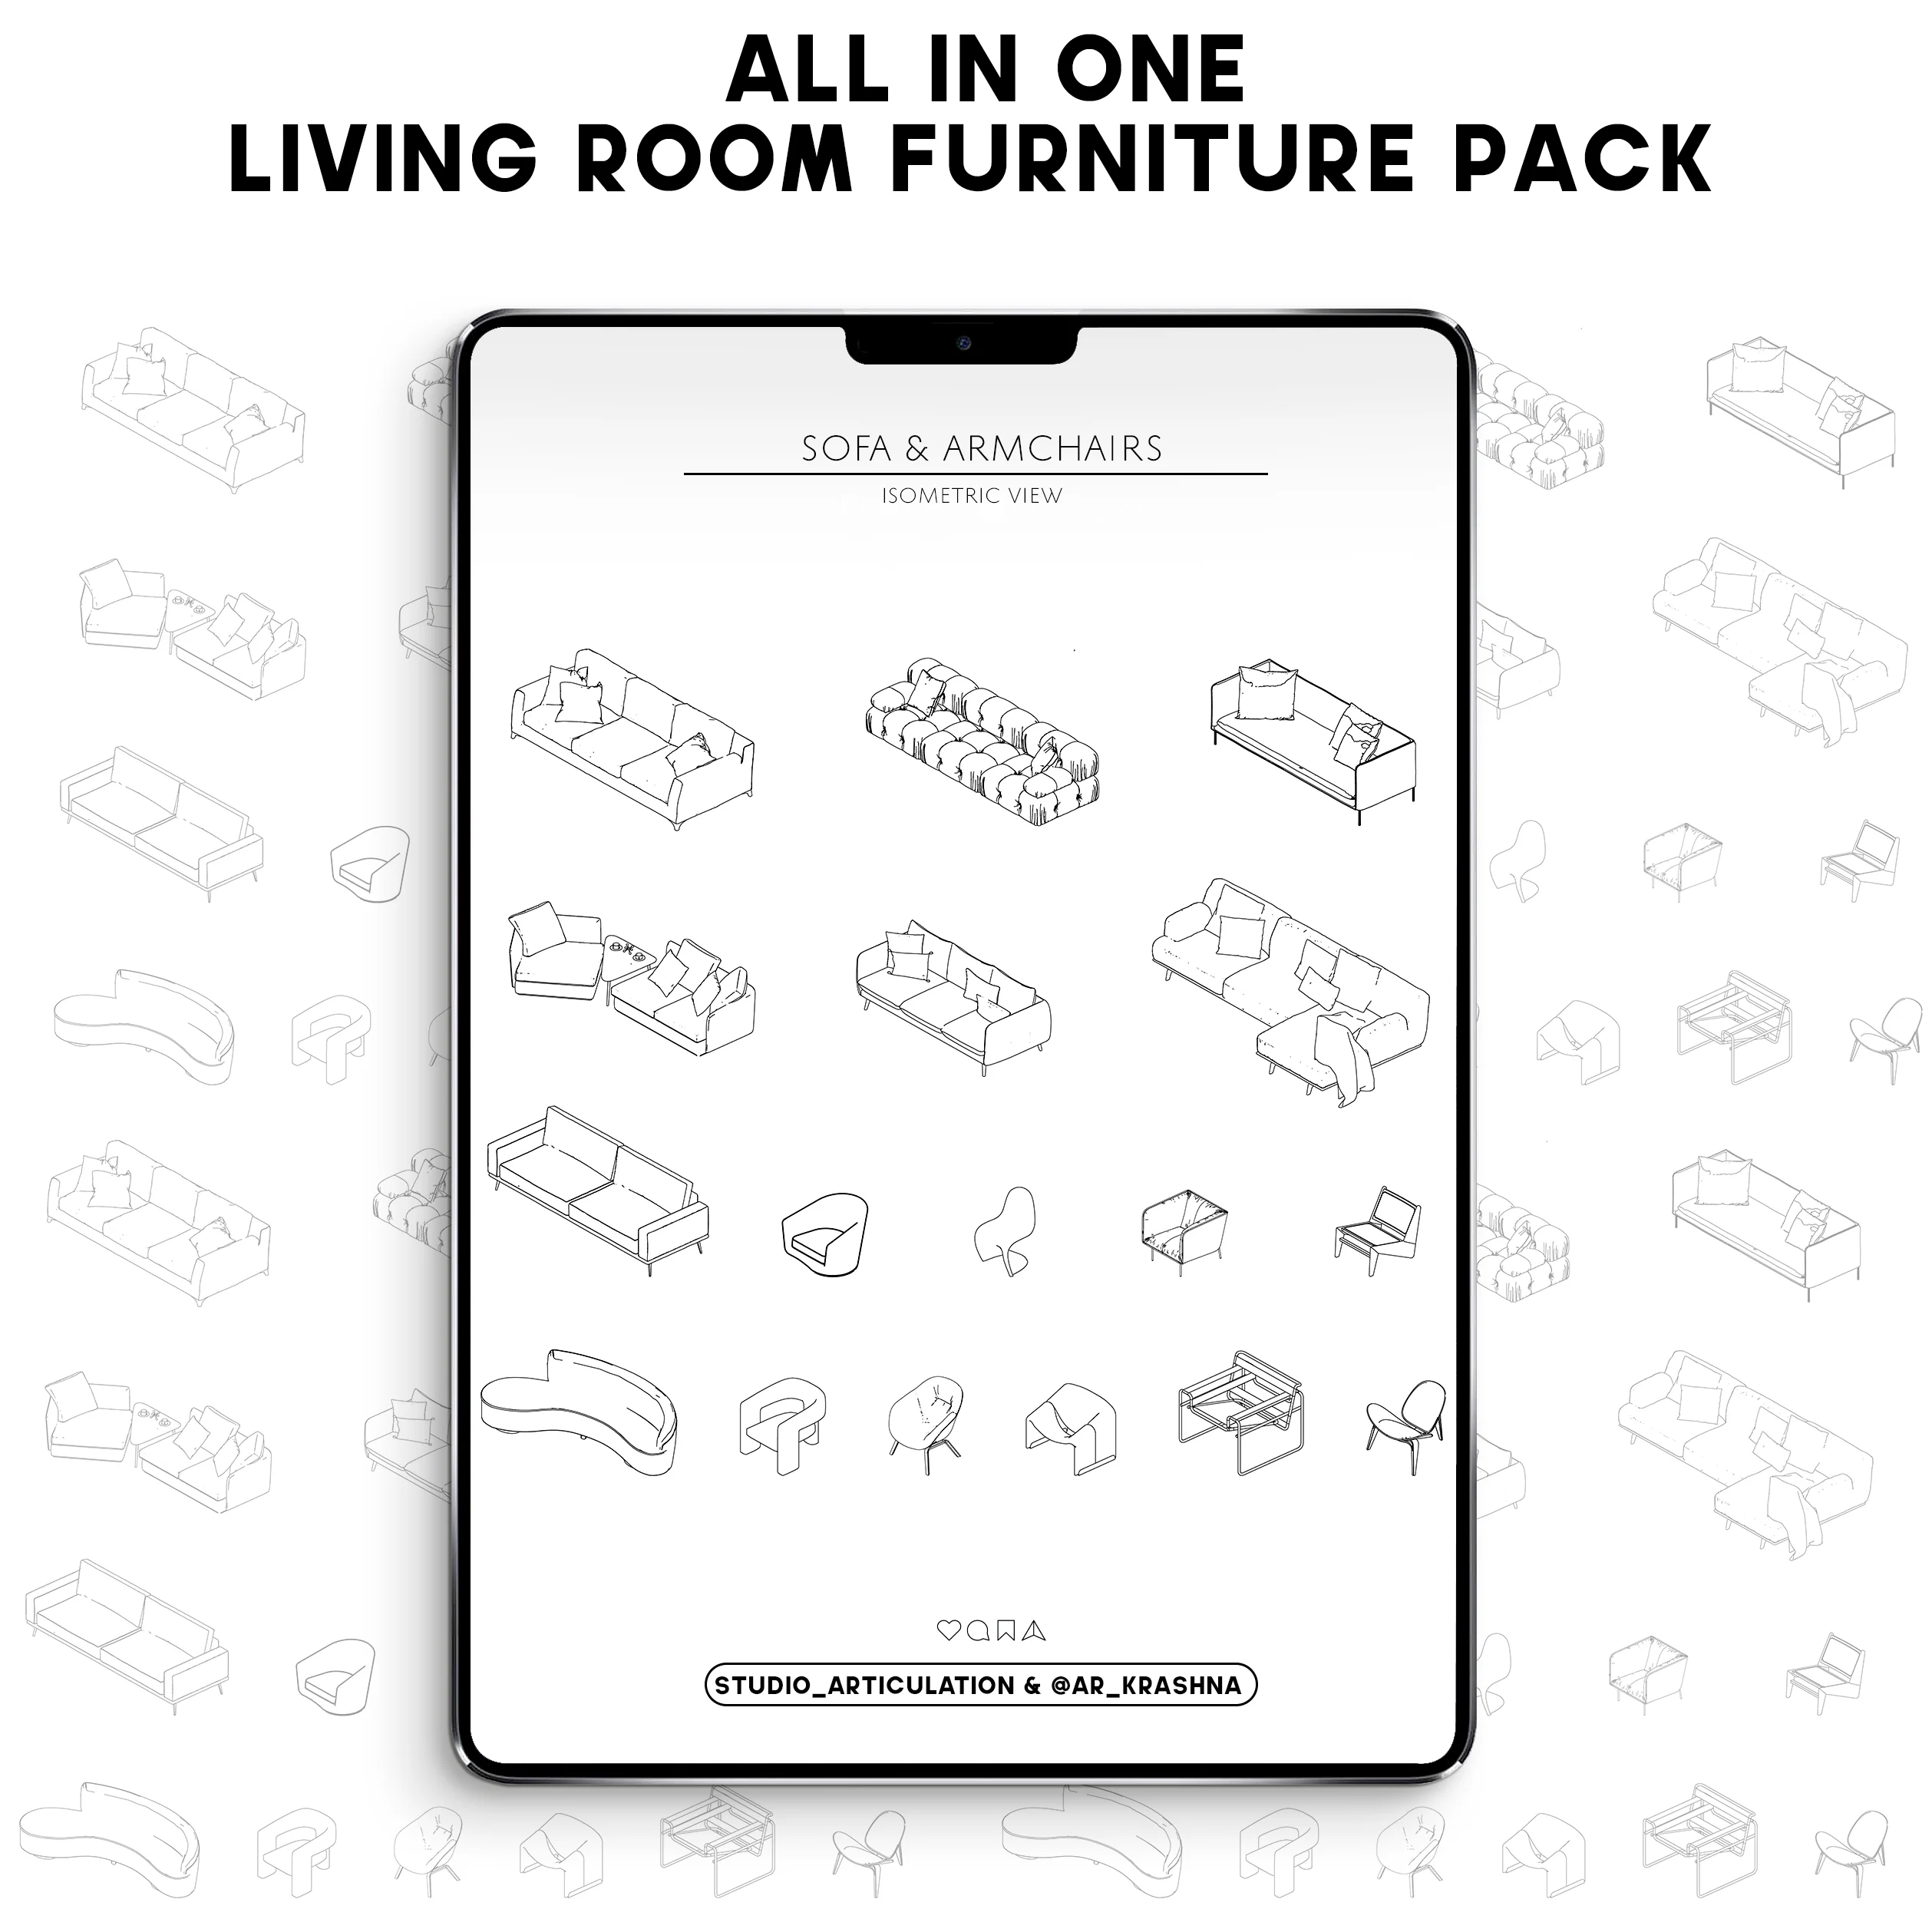 ALL IN ONE
LIVING ROOM FURNITURE PACK
SOFA & ARMCHAIRS
ISOMETRIC VIEW
STUDIO_ARTICULATION & @AR_KRASHNA